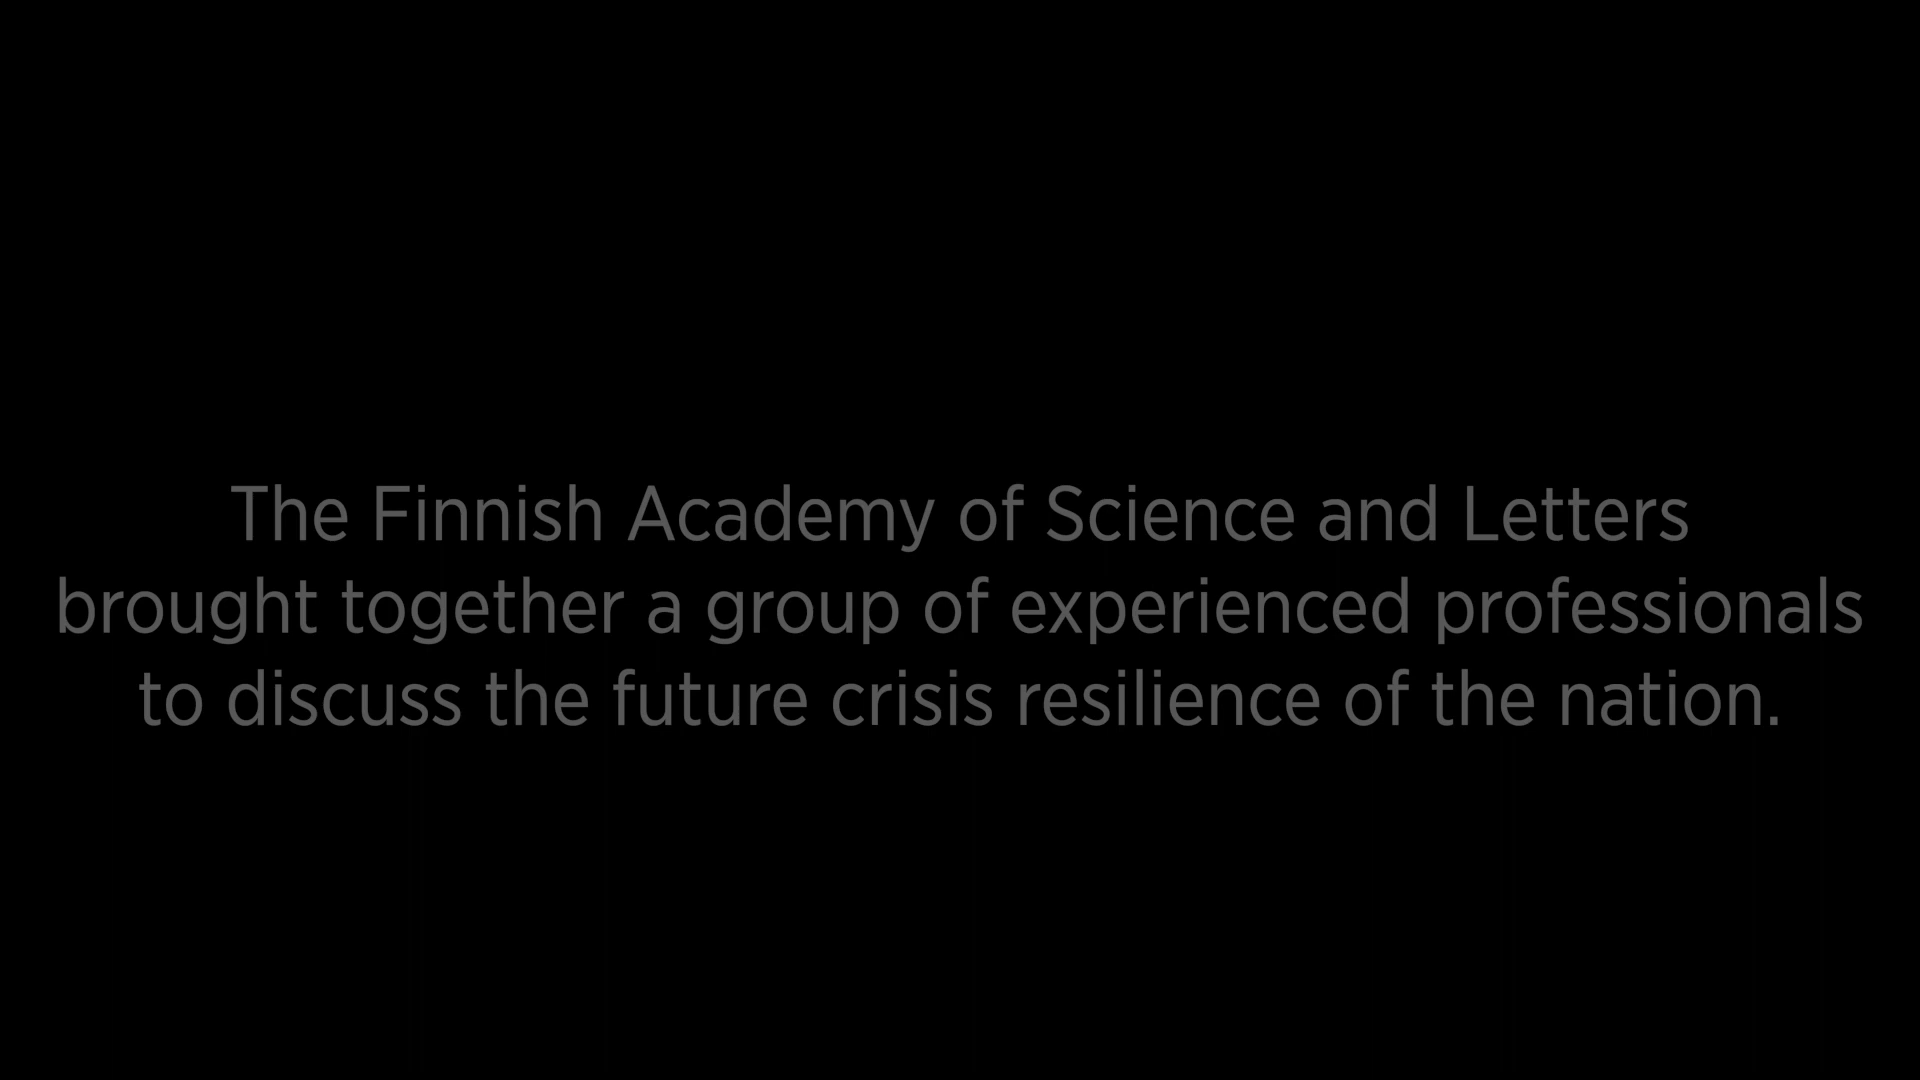 The Finnish Academy of Science and Letters
brought together a group of experienced professionals
to discuss the future crisis resilience of the nation.